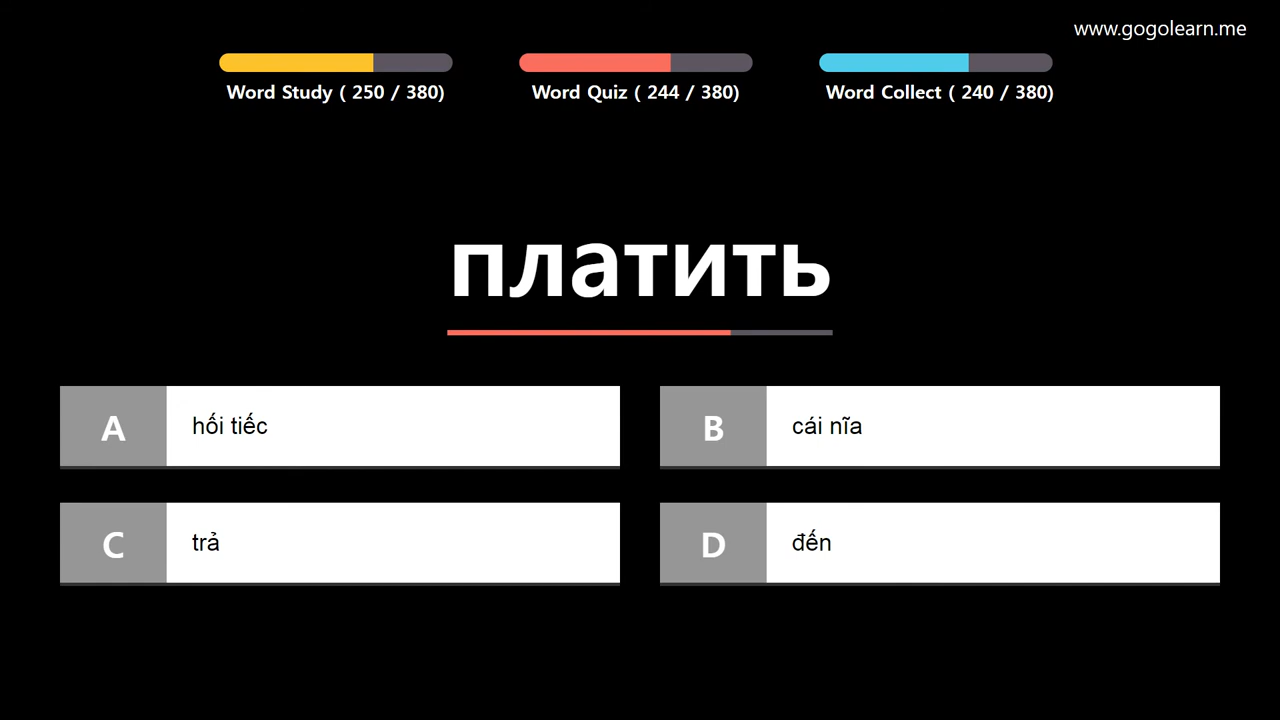 www.gogolearn.me
Word Study ( 250 / 380)
Word Quiz ( 244 / 380)
Word Collect ( 240 / 380)
платить
A
hối tiếc
B
cái nĩa
C
trả
D
đến